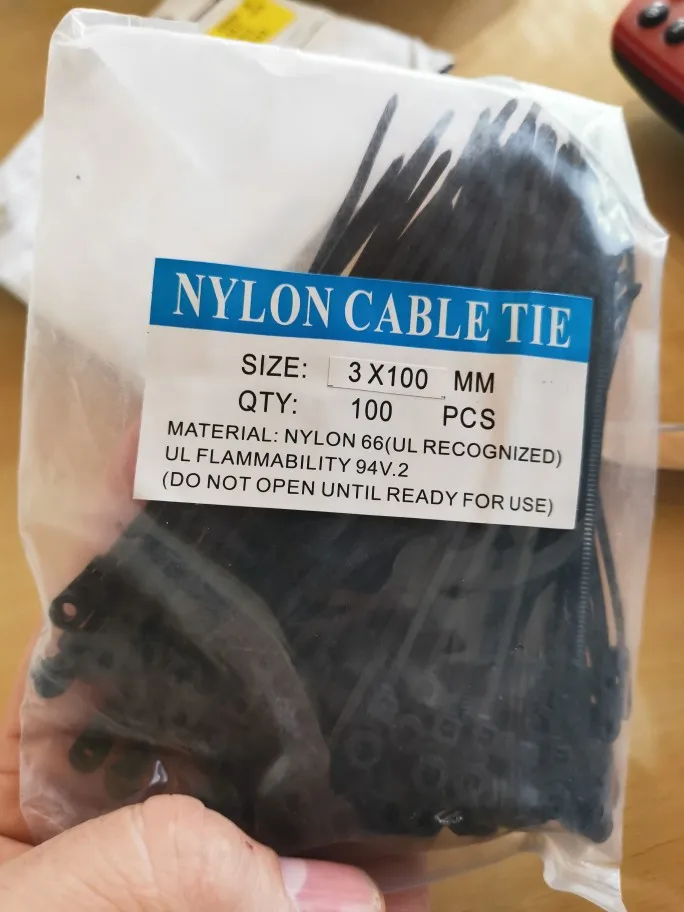 NYLON CABLE TIE
SIZE: 3 X100 MM
QTY: 100 PCS
MATERIAL: NYLON 66(UL RECOGNIZED)
UL FLAMMABILITY 94V.2
(DO NOT OPEN UNTIL READY FOR USE)